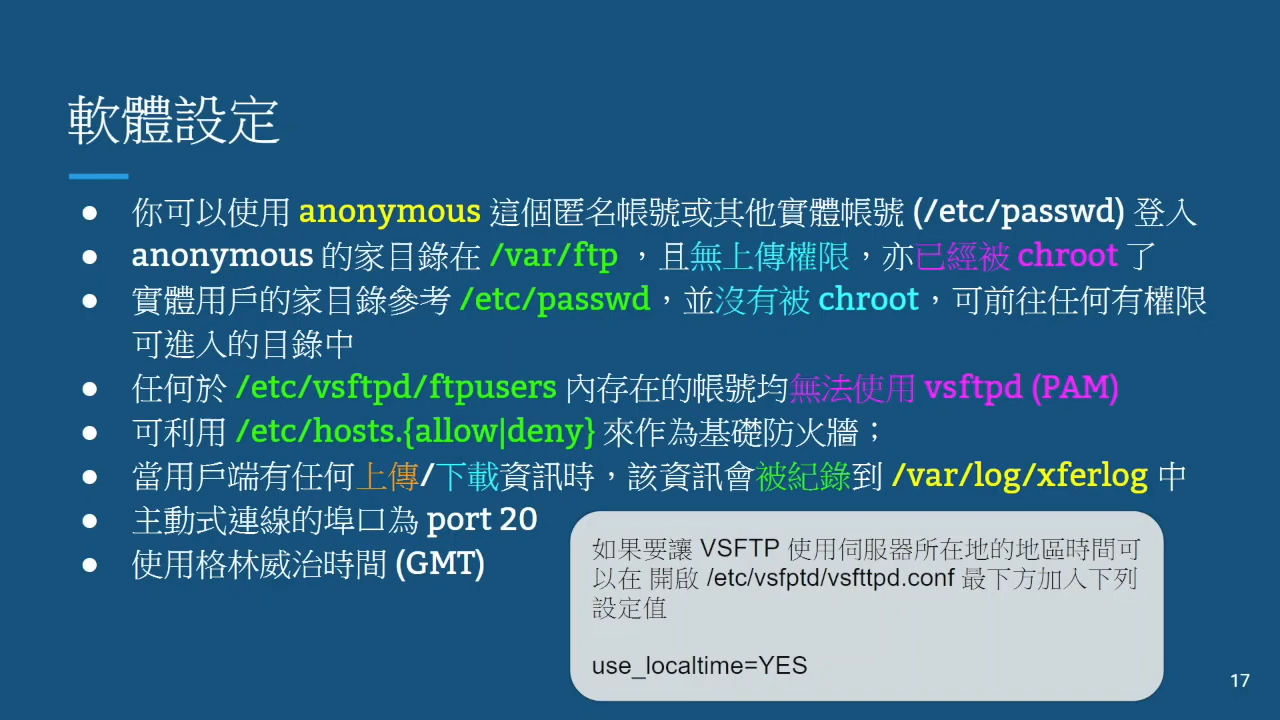 軟體設定
● 你可以使用 anonymous 這個匿名帳號或其他實體帳號 (/etc/passwd) 登入
● anonymous 的家目錄在 /var/ftp ，且無上傳權限，亦已經被 chroot 了
● 實體用戶的家目錄參考 /etc/passwd，並沒有被 chroot，可前往任何有權限
可進入的目錄中
● 任何於 /etc/vsftpd/ftpusers 內存在的帳號均無法使用 vsftpd (PAM)
● 可利用 /etc/hosts.{allow|deny} 來作為基礎防火牆；
● 當用戶端有任何上傳/下載資訊時，該資訊會被紀錄到 /var/log/xferlog 中
● 主動式連線的埠口為 port 20
● 使用格林威治時間 (GMT)
如果要讓 VSFTP 使用伺服器所在地的地區時間可
以在 開啟 /etc/vsfptd/vsfttpd.conf 最下方加入下列
設定值
use_localtime=YES
17